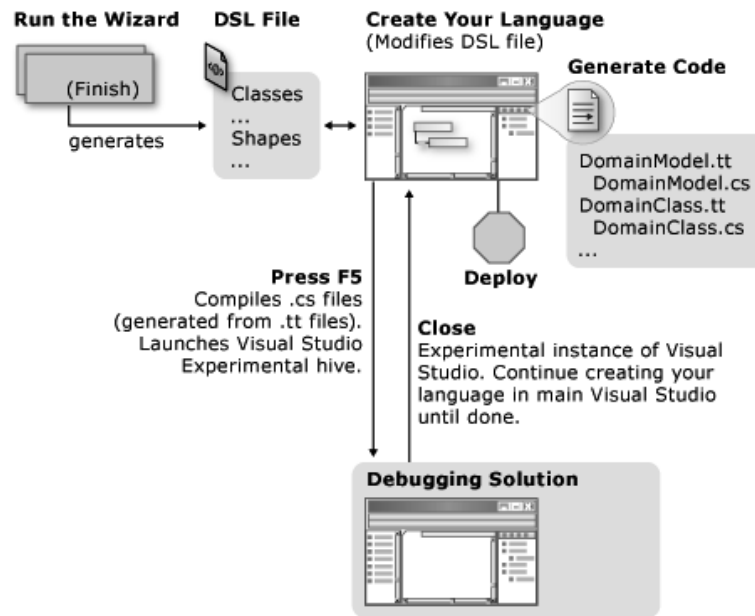 Run the Wizard
(Finish)
generates
DSL File
Classes
...
Shapes
...
Create Your Language
(Modifies DSL file)
Generate Code
DomainModel.tt
DomainModel.cs
DomainClass.tt
DomainClass.cs
...
Deploy
Press F5
Compiles .cs files
(generated from .tt files).
Launches Visual Studio
Experimental hive.
Close
Experimental instance of Visual
Studio. Continue creating your
language in main Visual Studio
until done.
Debugging Solution